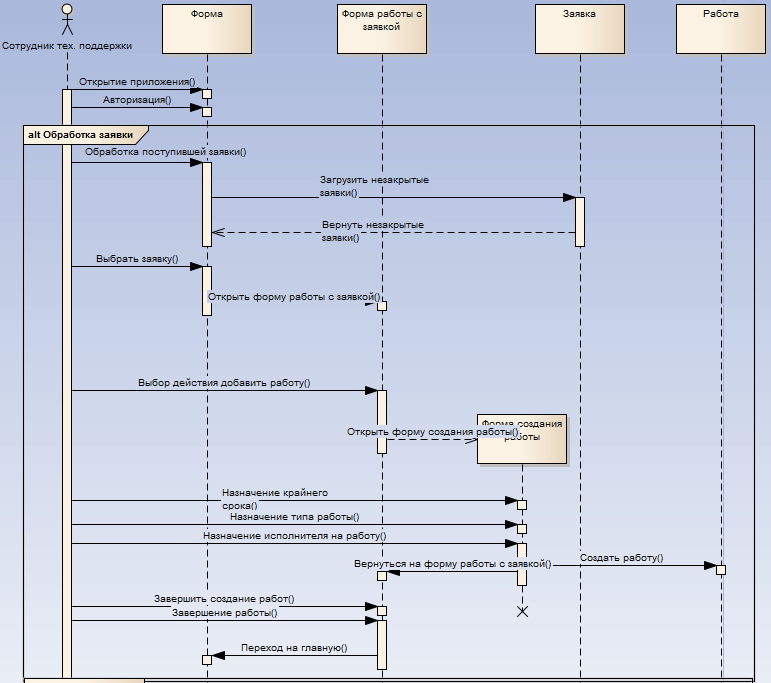 Форма
Форма работы с
заявкой
Заявка
Работа
Сотрудник тех. поддержки
Открытие приложения()
Авторизация()
alt Обработка заявки
Обработка поступившей заявки()
Загрузить незакрытые
заявки()
Вернуть незакрытые
заявки()
Выбрать заявку()
Открыть форму работы с заявкой()
Выбор действия добавить работу()
Форма создания
работы
Открыть форму создания работы()
Назначение крайнего
срока()
Назначение типа работы()
Назначение исполнителя на работу()
Создать работу()
Вернуться на форму работы с заявкой()
Завершить создание работ()
Завершение работы()
Переход на главную()